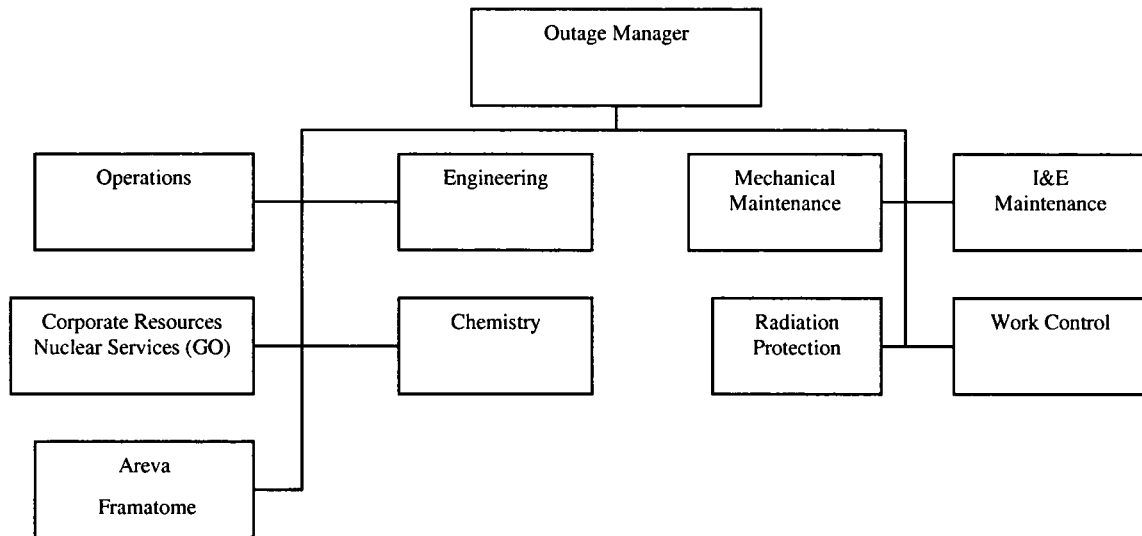 Outage Manager
Operations
Engineering
Mechanical
Maintenance
I&E
Maintenance
Corporate Resources
Nuclear Services (GO)
Chemistry
Radiation
Protection
Work Control
Areva
Framatome